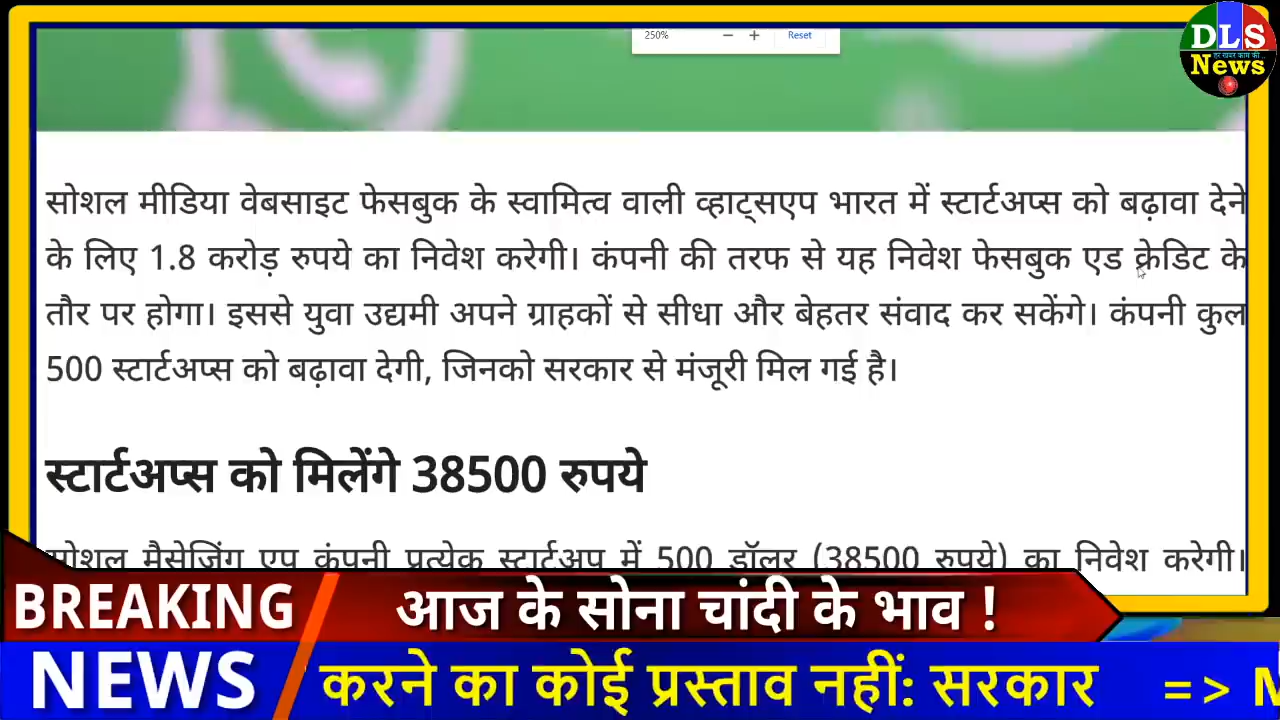 250% − + Reset
DLS
हर खबर काम की..
News
सोशल मीडिया वेबसाइट फेसबुक के स्वामित्व वाली व्हाट्सएप भारत में स्टार्टअप्स को बढ़ावा देने
के लिए 1.8 करोड़ रुपये का निवेश करेगी। कंपनी की तरफ से यह निवेश फेसबुक एड क्रेडिट के
तौर पर होगा। इससे युवा उद्यमी अपने ग्राहकों से सीधा और बेहतर संवाद कर सकेंगे। कंपनी कुल
500 स्टार्टअप्स को बढ़ावा देगी, जिनको सरकार से मंजूरी मिल गई है।
स्टार्टअप्स को मिलेंगे 38500 रुपये
सोशल मैसेजिंग एप कंपनी प्रत्येक स्टार्टअप में 500 डॉलर (38500 रुपये) का निवेश करेगी।
BREAKING
आज के सोना चांदी के भाव !
NEWS
करने का कोई प्रस्ताव नहीं: सरकार => M